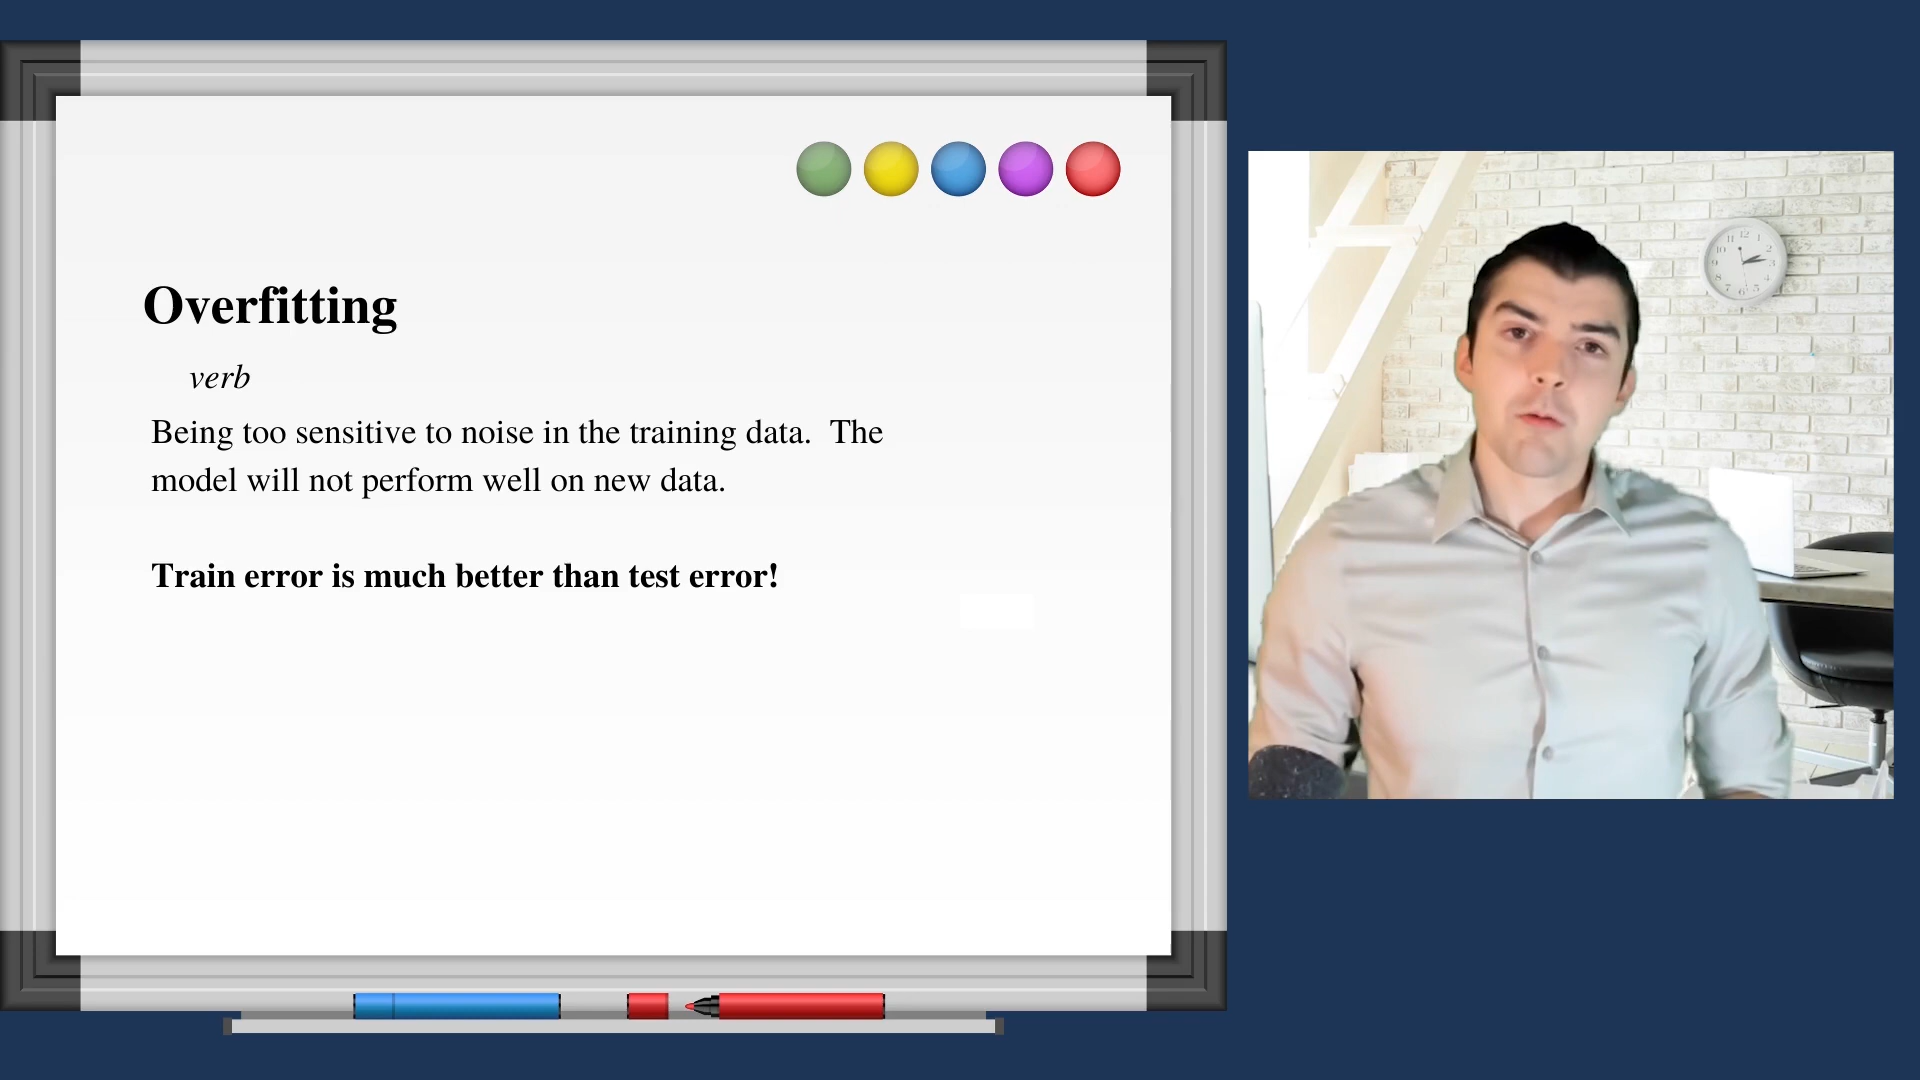 Overfitting
verb
Being too sensitive to noise in the training data.  The
model will not perform well on new data.
Train error is much better than test error!